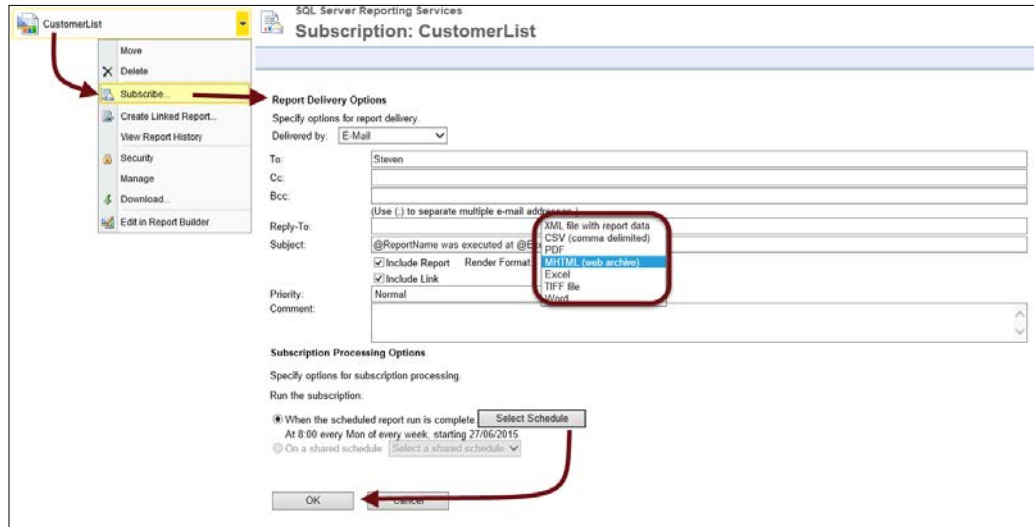 CustomerList
Move
Delete
Subscribe...
Create Linked Report...
View Report History
Security
Manage
Download...
Edit in Report Builder
SQL Server Reporting Services
Subscription: CustomerList
Report Delivery Options
Specify options for report delivery.
Delivered by: E-Mail
To: Steven
Cc:
Bcc:
(Use (;) to separate multiple e-mail addresses.)
Reply-To:
Subject: @ReportName was executed at
Include Report Render Format:
Include Link
Priority: Normal
Comment:
XML file with report data
CSV (comma delimited)
PDF
MHTML (web archive)
Excel
TIFF file
Word
Subscription Processing Options
Specify options for subscription processing.
Run the subscription:
When the scheduled report run is complete. Select Schedule
At 8:00 every Mon of every week, starting 27/06/2015
On a shared schedule: Select a shared schedule
OK
Cancel